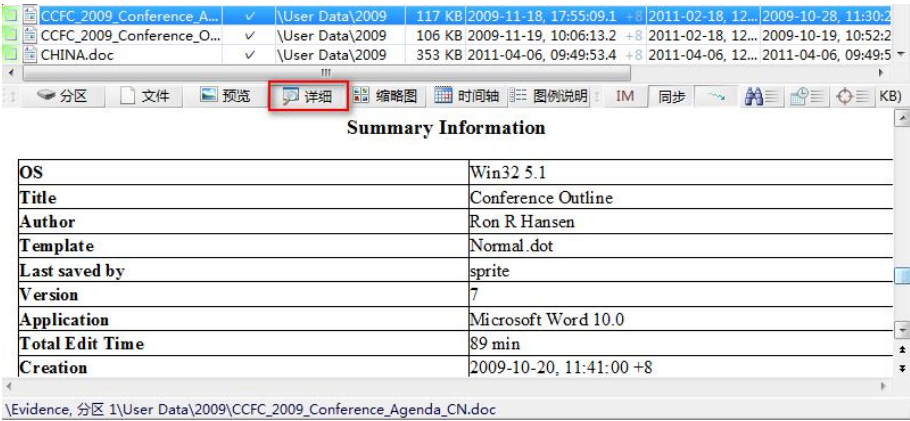 CCFC_2009_Conference_A... \User Data\2009 117 KB 2009-11-18, 17:55:09.1 +8 2011-02-18, 12... 2009-10-28, 11:30:2
CCFC_2009_Conference_O... \User Data\2009 106 KB 2009-11-19, 10:06:13.2 +8 2011-02-18, 12... 2009-10-19, 10:52:2
CHINA.doc \User Data\2009 353 KB 2011-04-06, 09:49:53.4 +8 2011-04-06, 12... 2011-04-06, 09:49:5
分区 文件 预览 详细 缩略图 时间轴 图例说明 IM 同步 KB)
Summary Information
OS Win32 5.1
Title Conference Outline
Author Ron R Hansen
Template Normal.dot
Last saved by sprite
Version 7
Application Microsoft Word 10.0
Total Edit Time 89 min
Creation 2009-10-20, 11:41:00 +8
\Evidence, 分区 1\User Data\2009\CCFC_2009_Conference_Agenda_CN.doc